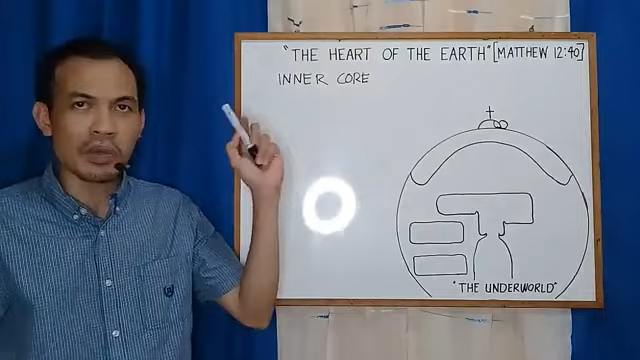 "THE HEART OF THE EARTH" [MATTHEW 12:40]
INNER CORE
"THE UNDERWORLD"